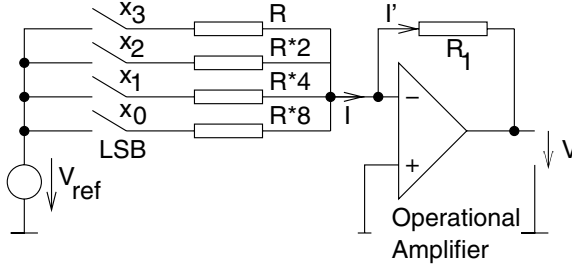 x3 R
x2 R*2
x1 R*4
x0 R*8
LSB
I
I'
R1
−
+
Vref
V
Operational
Amplifier